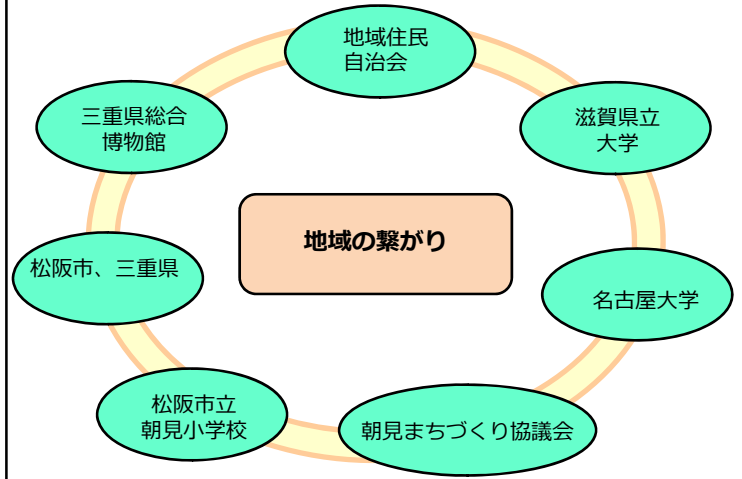 地域住民
自治会
三重県総合
博物館
滋賀県立
大学
地域の繋がり
松阪市、三重県
名古屋大学
松阪市立
朝見小学校
朝見まちづくり協議会